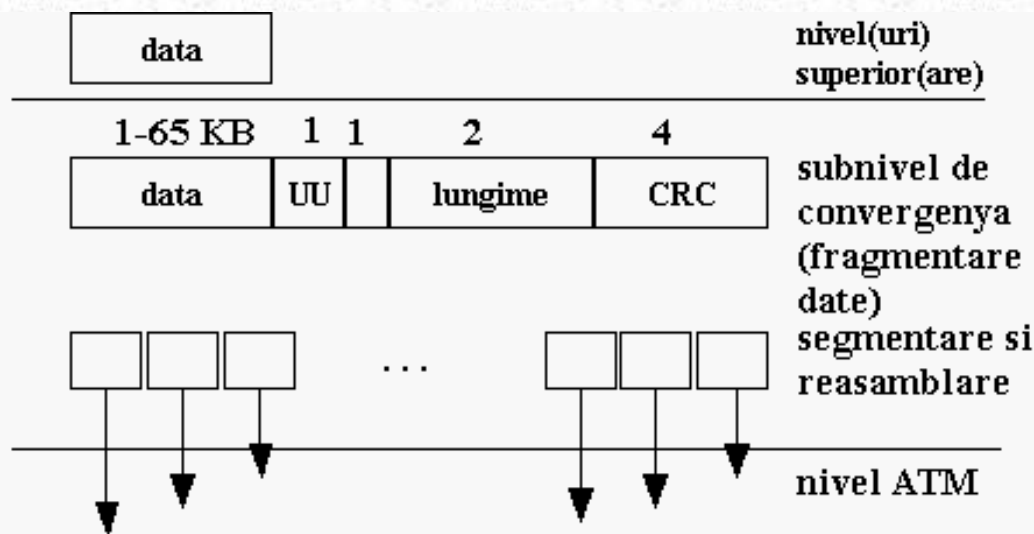 data
nivel(uri)
superior(are)
1-65 KB 1 1 2 4
data UU lungime CRC
subnivel de
convergenya
(fragmentare
date)
...
segmentare si
reasamblare
nivel ATM